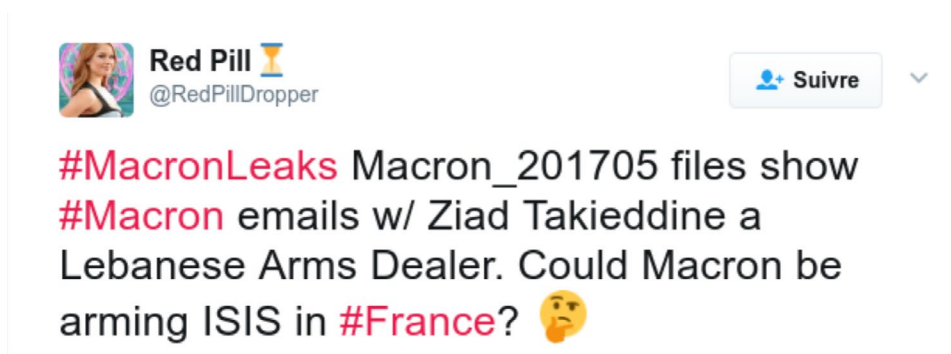 Red Pill ⏳
@RedPillDropper
Suivre
#MacronLeaks Macron_201705 files show
#Macron emails w/ Ziad Takieddine a
Lebanese Arms Dealer. Could Macron be
arming ISIS in #France? 🤔